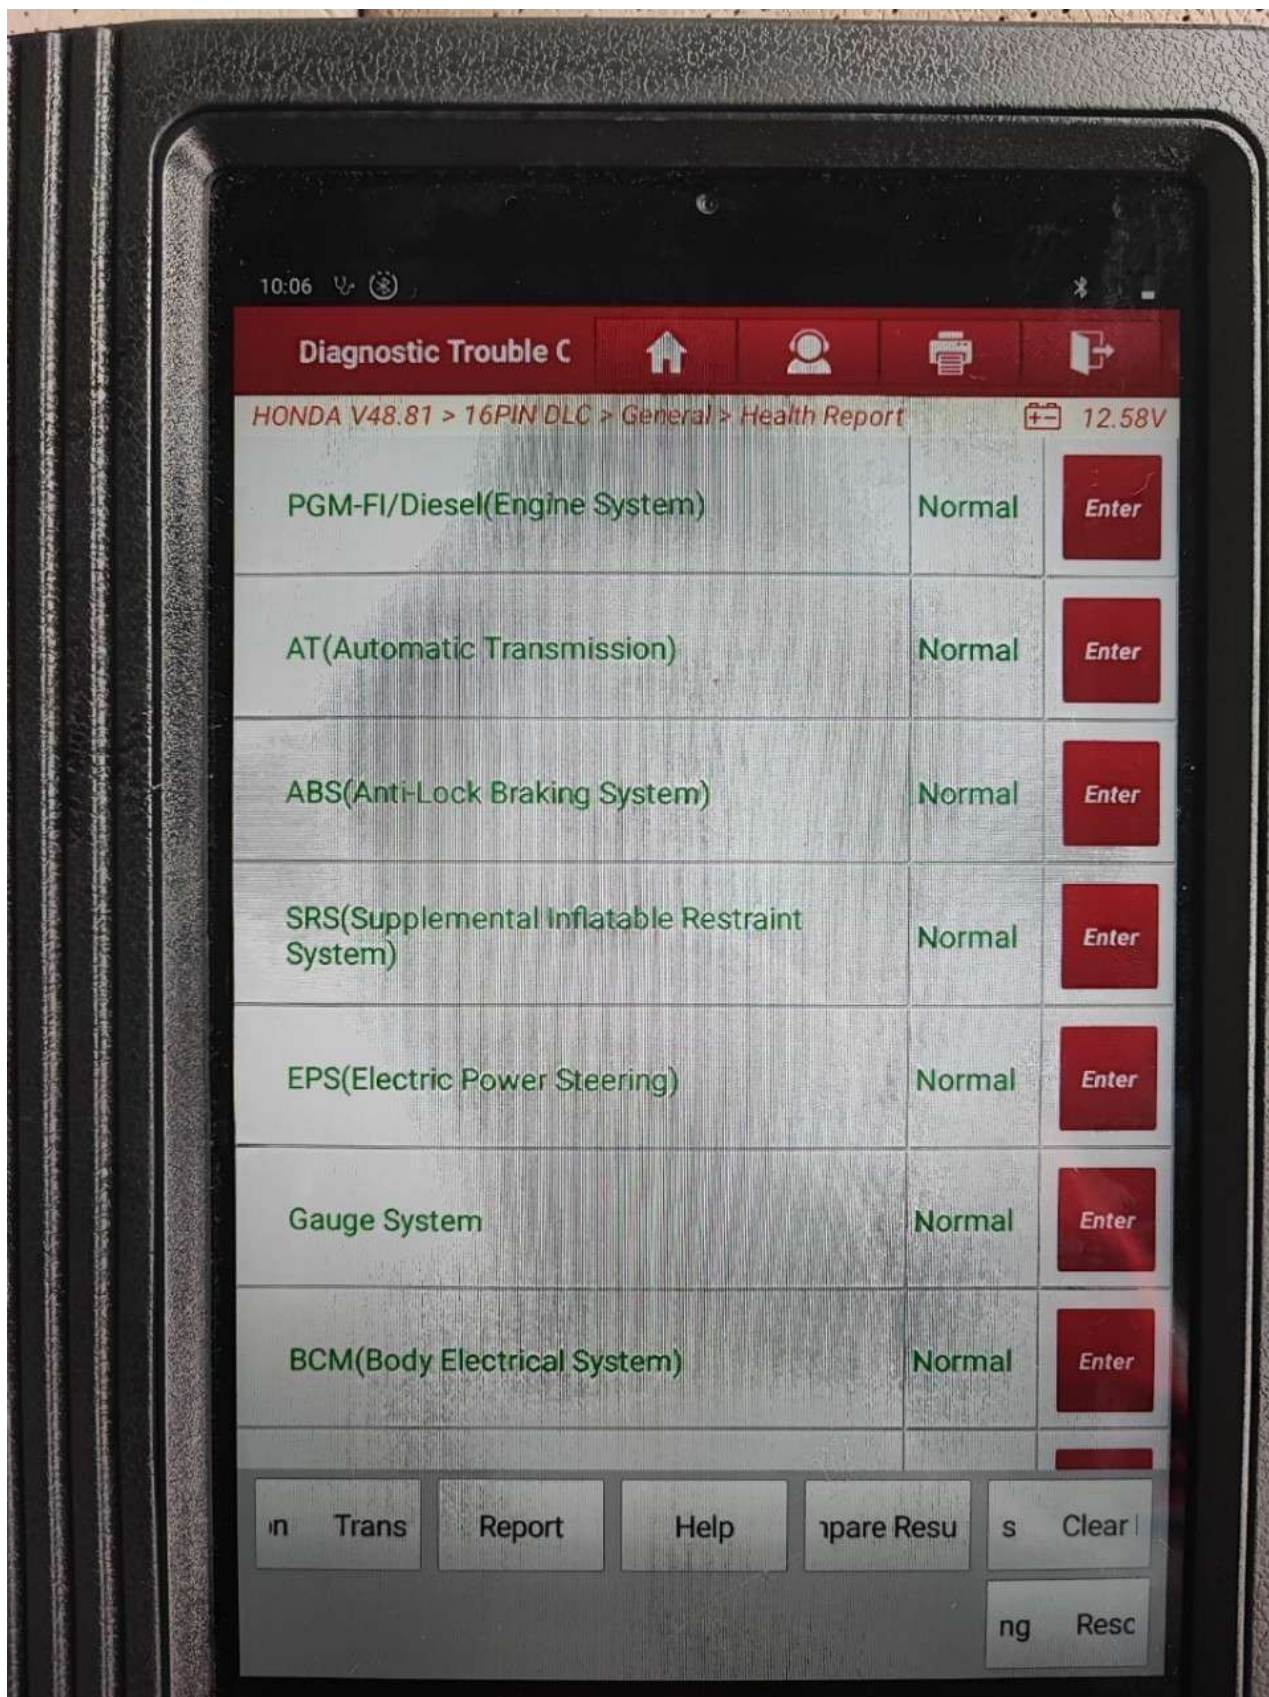 10:06
Diagnostic Trouble C
HONDA V48.81 > 16PIN DLC > General > Health Report 12.58V
PGM-FI/Diesel(Engine System) Normal Enter
AT(Automatic Transmission) Normal Enter
ABS(Anti-Lock Braking System) Normal Enter
SRS(Supplemental Inflatable Restraint
System) Normal Enter
EPS(Electric Power Steering) Normal Enter
Gauge System Normal Enter
BCM(Body Electrical System) Normal Enter
on Trans Report Help npare Resu s Clear
ng Resc